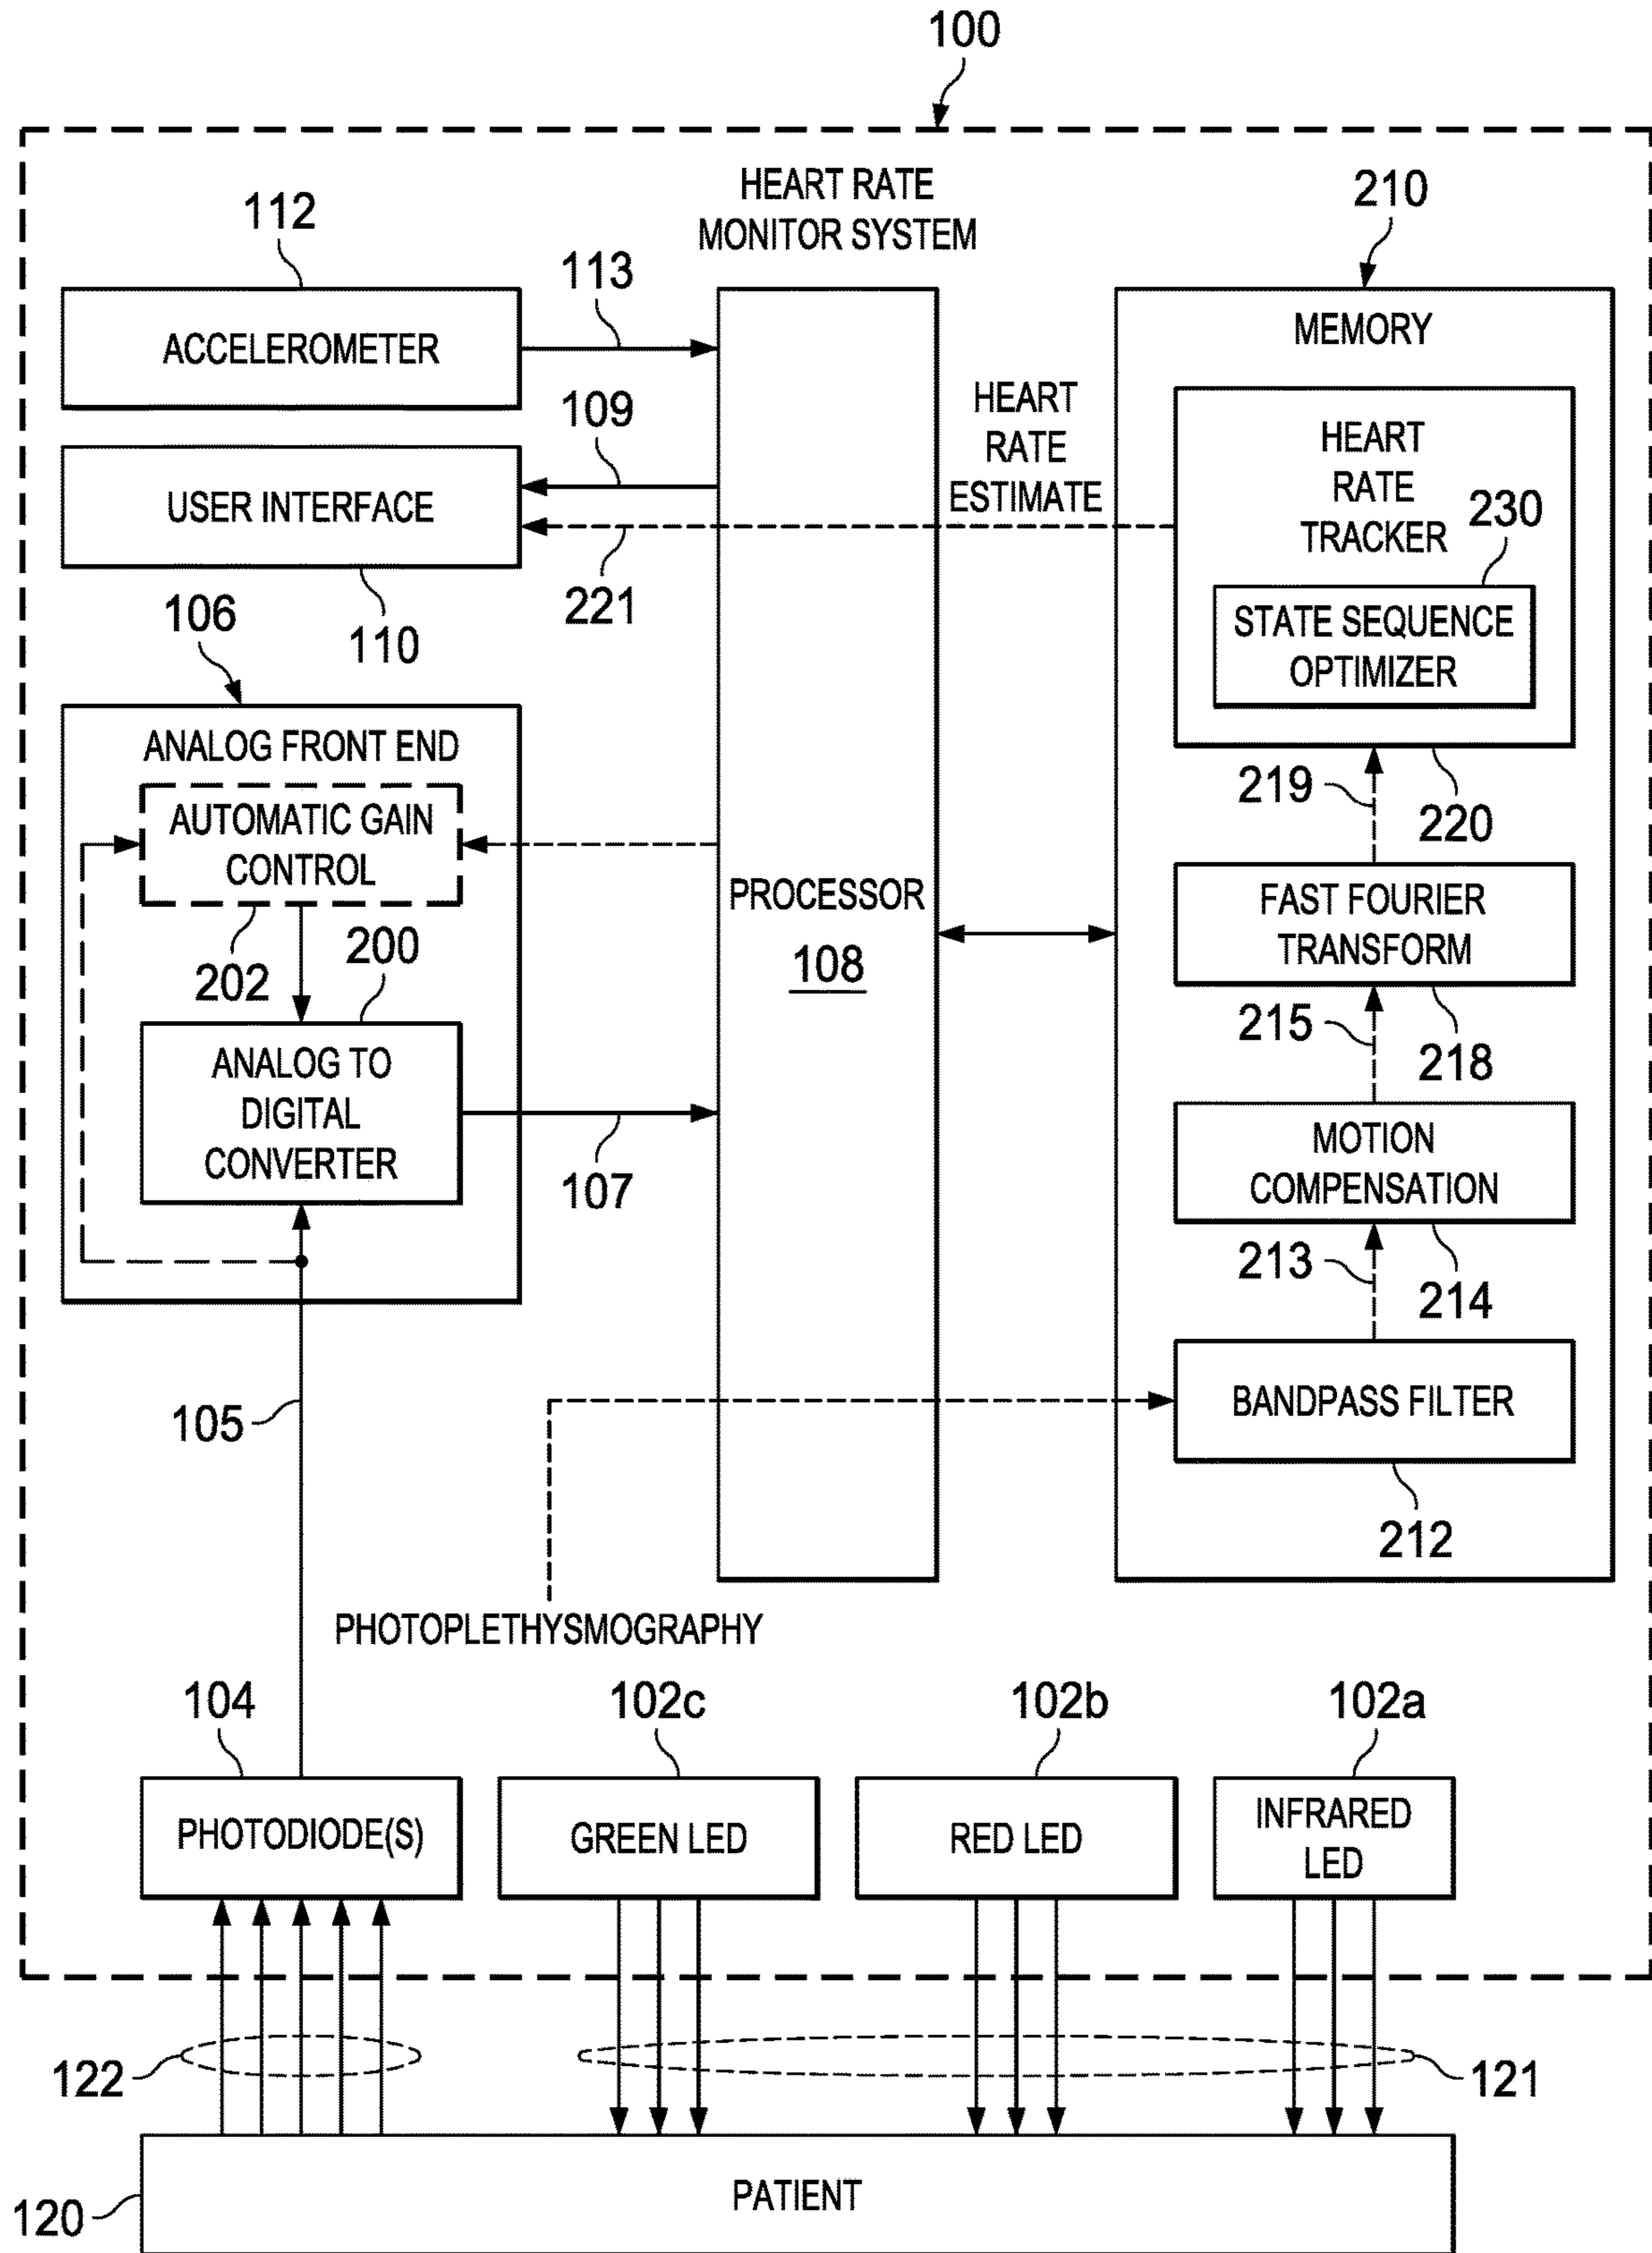 100
HEART RATE
MONITOR SYSTEM
112
ACCELEROMETER
113
109
USER INTERFACE
110
221
HEART
RATE
ESTIMATE
210
MEMORY
HEART
RATE
TRACKER
230
STATE SEQUENCE
OPTIMIZER
219
220
FAST FOURIER
TRANSFORM
215
218
MOTION
COMPENSATION
213
214
BANDPASS FILTER
212
PROCESSOR
108
106
ANALOG FRONT END
AUTOMATIC GAIN
CONTROL
202
200
ANALOG TO
DIGITAL
CONVERTER
107
105
PHOTOPLETHYSMOGRAPHY
104
PHOTODIODE(S)
102c
GREEN LED
102b
RED LED
102a
INFRARED
LED
122
121
120
PATIENT